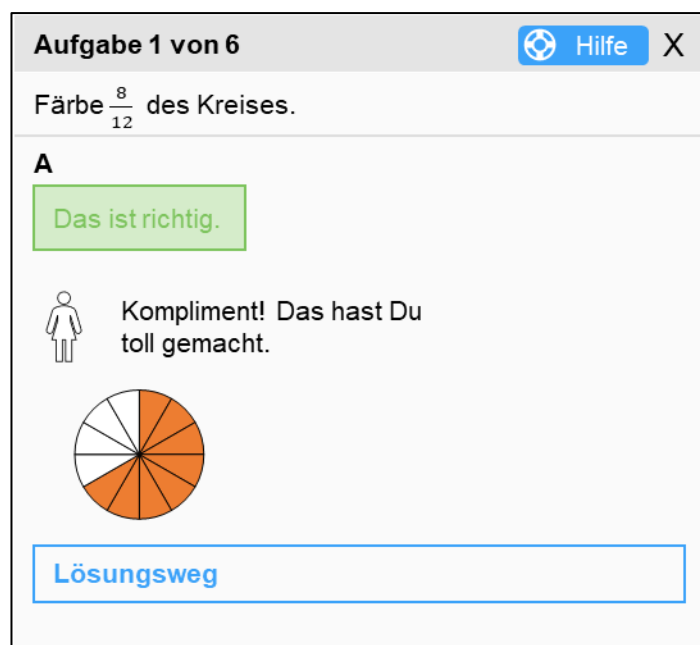 Aufgabe 1 von 6
Hilfe X
Färbe 8/12 des Kreises.
A
Das ist richtig.
Kompliment! Das hast Du
toll gemacht.
Lösungsweg